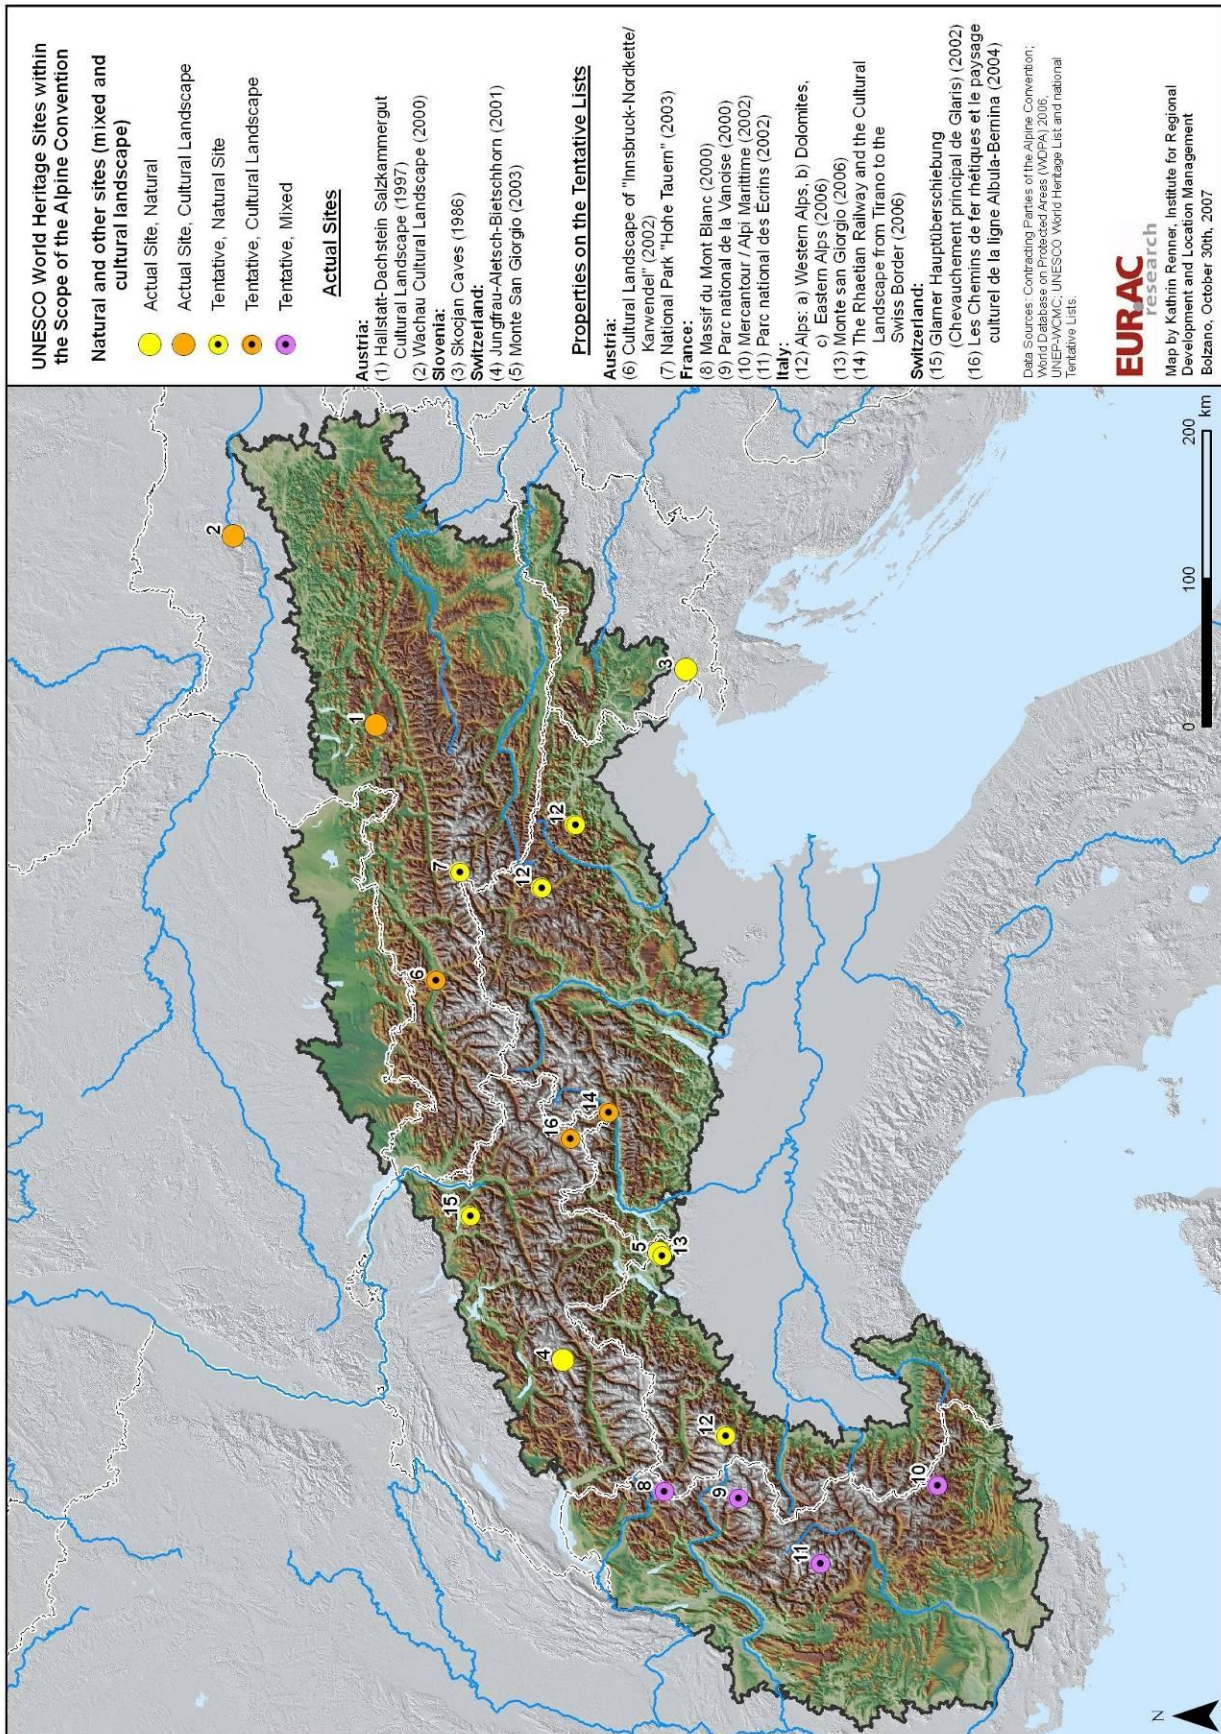 UNESCO World Heritage Sites within
the Scope of the Alpine Convention
Natural and other sites (mixed and
cultural landscape)
Actual Site, Natural
Actual Site, Cultural Landscape
Tentative, Natural Site
Tentative, Cultural Landscape
Tentative, Mixed
Actual Sites
Austria:
(1) Hallstatt-Dachstein Salzkammergut
Cultural Landscape (1997)
(2) Wachau Cultural Landscape (2000)
Slovenia:
(3) Skocjan Caves (1986)
Switzerland:
(4) Jungfrau-Aletsch-Bietschhorn (2001)
(5) Monte San Giorgio (2003)
Properties on the Tentative Lists
Austria:
(6) Cultural Landscape of "Innsbruck-Nordkette/
Karwendel" (2002)
(7) National Park "Hohe Tauern" (2003)
France:
(8) Massif du Mont Blanc (2000)
(9) Parc national de la Vanoise (2000)
(10) Mercantour / Alpi Marittime (2002)
(11) Parc national des Écrins (2002)
Italy:
(12) Alps: a) Western Alps, b) Dolomites,
c) Eastern Alps (2006)
(13) Monte san Giorgio (2006)
(14) The Rhaetian Railway and the Cultural
Landscape from Tirano to the
Swiss Border (2006)
Switzerland:
(15) Glarner Hauptüberschiebung
(Chevauchement principal de Glaris) (2002)
(16) Les Chemins de fer rhétiques et le paysage
culturel de la ligne Albula-Bernina (2004)
Data Sources: Contracting Parties of the Alpine Convention;
World Database on Protected Areas (WDPA) 2006,
UNEP-WCMC; UNESCO World Heritage List and national
Tentative Lists.
EURAC
research
Map by Kathrin Renner, Institute for Regional
Development and Location Management
Bolzano, October 30th, 2007
2
1
3
7
12
12
6
16
14
15
5
13
4
12
8
9
10
11
0 100 200
km
N